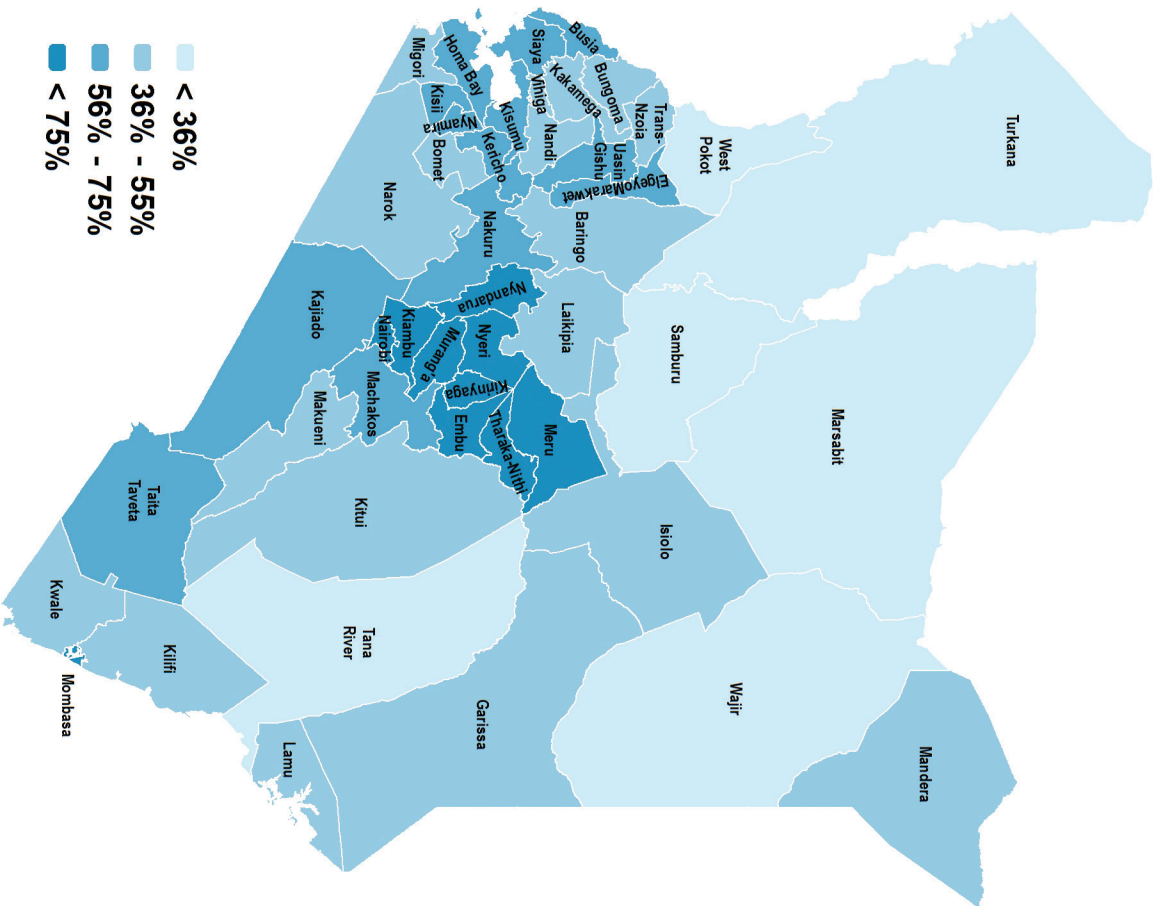 Turkana
Marsabit
Mandera
West
Pokot
Samburu
Isiolo
Wajir
Trans-
Nzoia
Bungoma
Busia
Kakamega
Siaya
Vihiga
Nandi
Uasin
Gishu
ElgeyoMarakwet
Baringo
Laikipia
Meru
Tharaka-Nithi
Garissa
Homa Bay
Kisumu
Kericho
Nakuru
Nyandarua
Nyeri
Kirinyaga
Embu
Migori
Kisii
Nyamira
Bomet
Narok
Kiambu
Murang'a
Nairobi
Machakos
Kitui
Tana
River
Kajiado
Makueni
Lamu
Taita
Taveta
Kilifi
Kwale
Mombasa
< 36%
36% - 55%
56% - 75%
< 75%